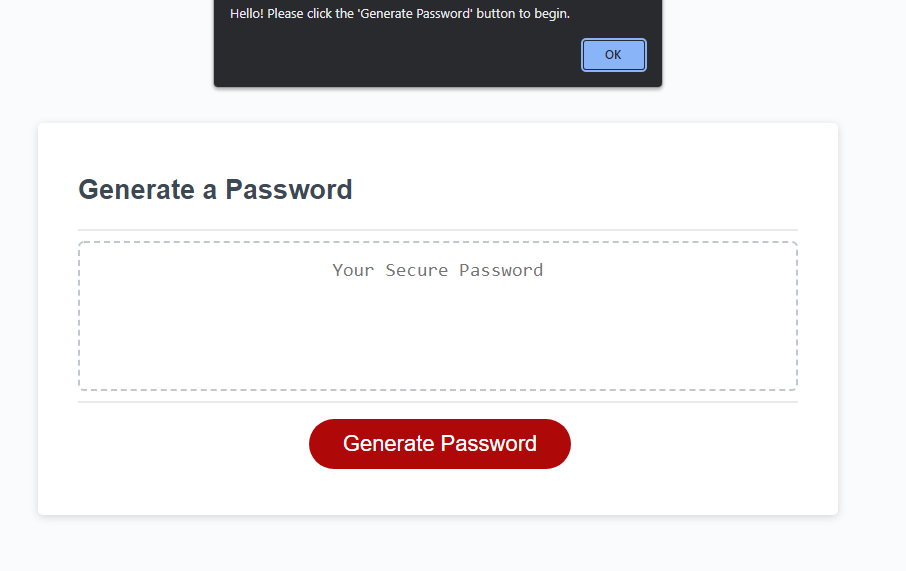 Hello! Please click the 'Generate Password' button to begin.
OK
Generate a Password
Your Secure Password
Generate Password